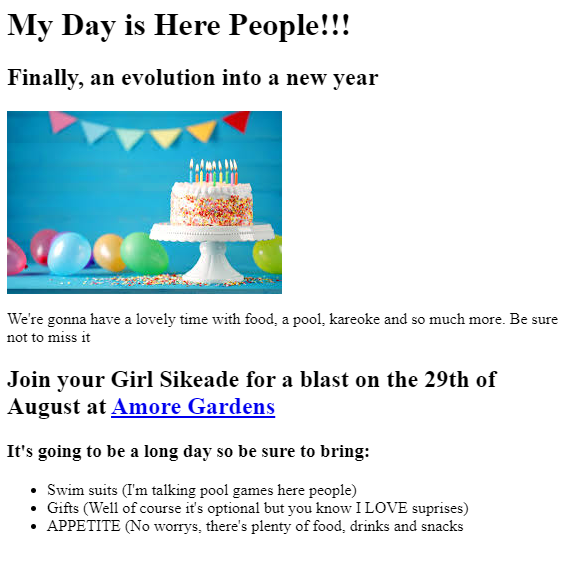 My Day is Here People!!!
Finally, an evolution into a new year
We're gonna have a lovely time with food, a pool, kareoke and so much more. Be sure
not to miss it
Join your Girl Sikeade for a blast on the 29th of
August at Amore Gardens
It's going to be a long day so be sure to bring:
• Swim suits (I'm talking pool games here people)
• Gifts (Well of course it's optional but you know I LOVE suprises)
• APPETITE (No worrys, there's plenty of food, drinks and snacks